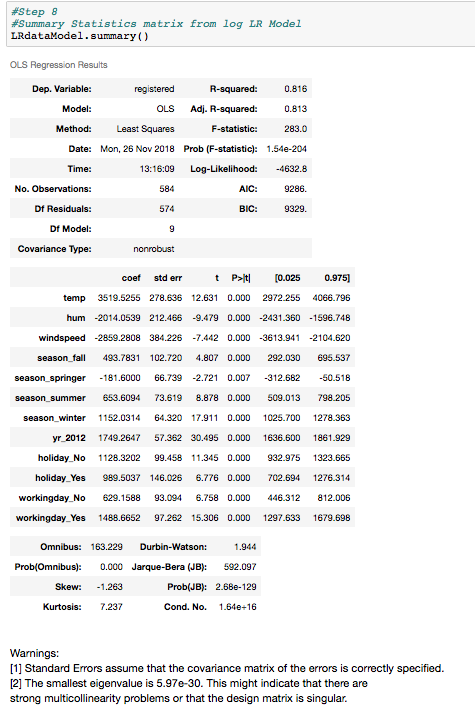 #Step 8
#Summary Statistics matrix from log LR Model
LRdataModel.summary()
OLS Regression Results
Dep. Variable: registered R-squared: 0.816
Model: OLS Adj. R-squared: 0.813
Method: Least Squares F-statistic: 283.0
Date: Mon, 26 Nov 2018 Prob (F-statistic): 1.54e-204
Time: 13:16:09 Log-Likelihood: -4632.8
No. Observations: 584 AIC: 9286.
Df Residuals: 574 BIC: 9329.
Df Model: 9
Covariance Type: nonrobust
coef std err t P>|t| [0.025 0.975]
temp 3519.5255 278.636 12.631 0.000 2972.255 4066.796
hum -2014.0539 212.466 -9.479 0.000 -2431.360 -1596.748
windspeed -2859.2808 384.226 -7.442 0.000 -3613.941 -2104.620
season_fall 493.7831 102.720 4.807 0.000 292.030 695.537
season_springer -181.6000 66.739 -2.721 0.007 -312.682 -50.518
season_summer 653.6094 73.619 8.878 0.000 509.013 798.205
season_winter 1152.0314 64.320 17.911 0.000 1025.700 1278.363
yr_2012 1749.2647 57.362 30.495 0.000 1636.600 1861.929
holiday_No 1128.3202 99.458 11.345 0.000 932.975 1323.665
holiday_Yes 989.5037 146.026 6.776 0.000 702.694 1276.314
workingday_No 629.1588 93.094 6.758 0.000 446.312 812.006
workingday_Yes 1488.6652 97.262 15.306 0.000 1297.633 1679.698
Omnibus: 163.229 Durbin-Watson: 1.944
Prob(Omnibus): 0.000 Jarque-Bera (JB): 592.097
Skew: -1.263 Prob(JB): 2.68e-129
Kurtosis: 7.237 Cond. No. 1.64e+16
Warnings:
[1] Standard Errors assume that the covariance matrix of the errors is correctly specified.
[2] The smallest eigenvalue is 5.97e-30. This might indicate that there are
strong multicollinearity problems or that the design matrix is singular.